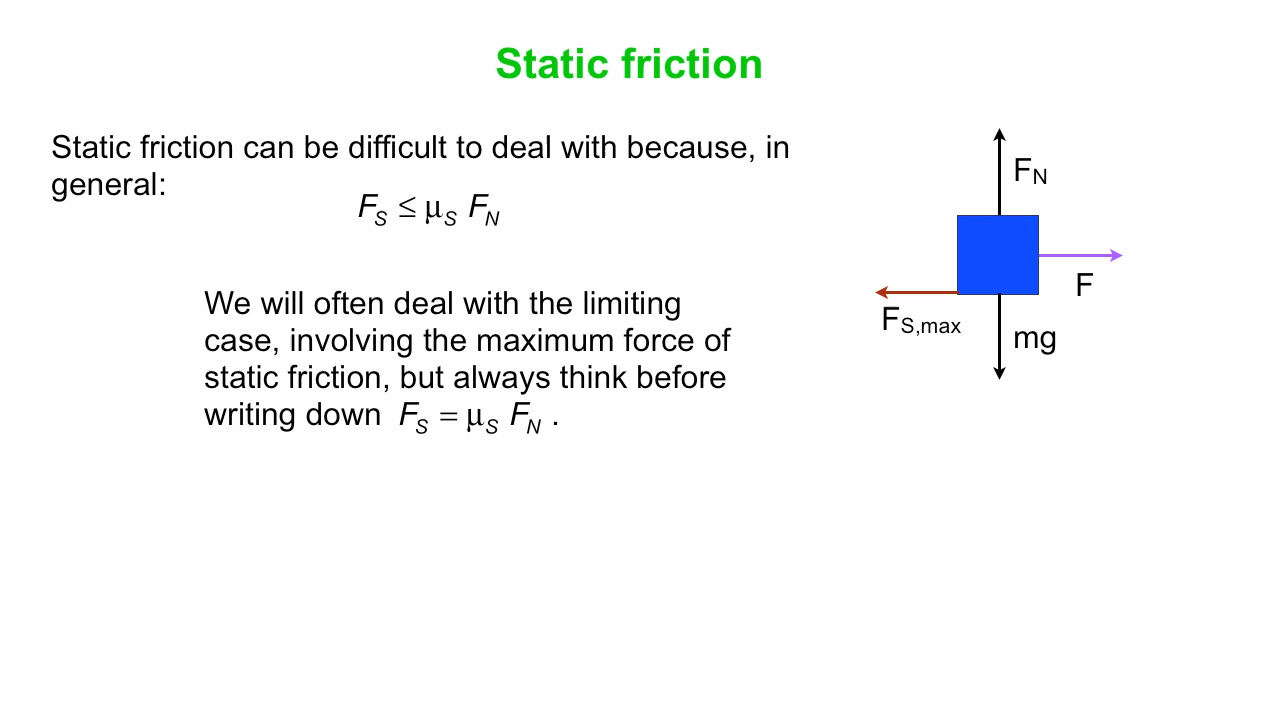 Static friction
Static friction can be difficult to deal with because, in
general:
F_S ≤ μ_S F_N
We will often deal with the limiting
case, involving the maximum force of
static friction, but always think before
writing down F_S = μ_S F_N .
F_N
F
F_S,max
mg